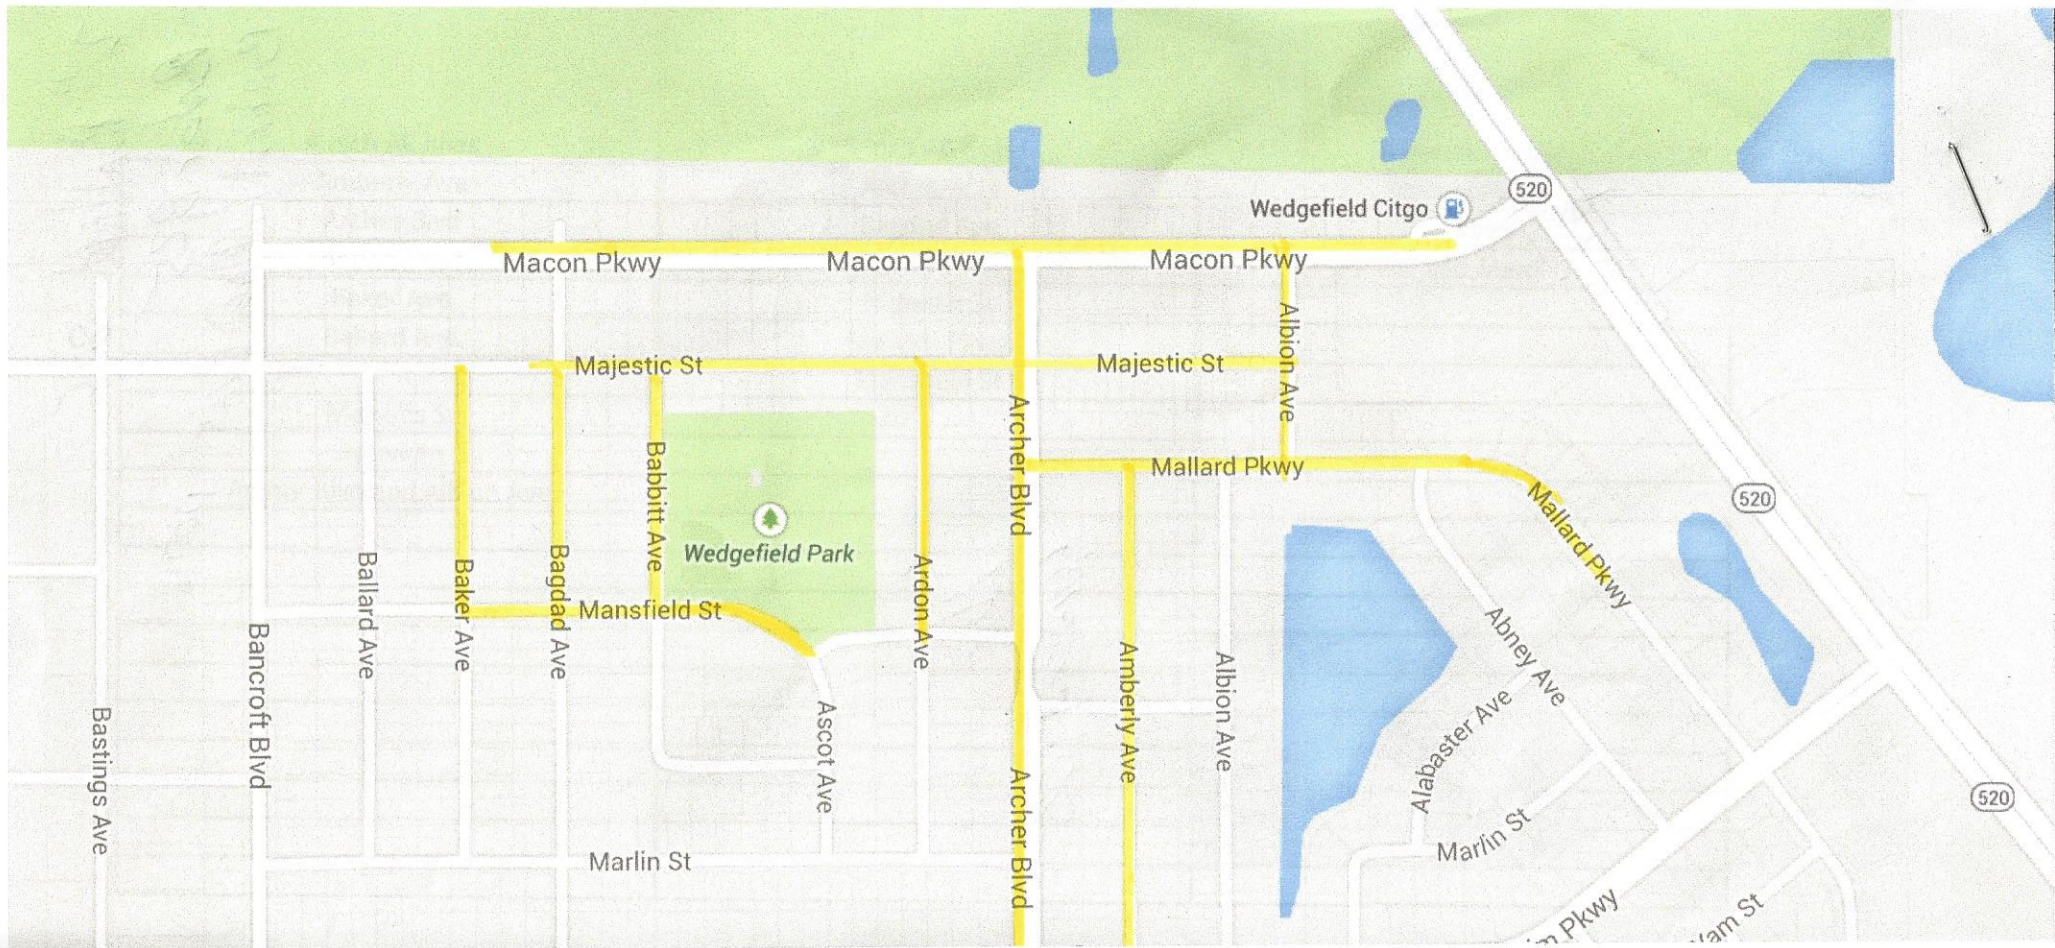 520
Wedgefield Citgo
Macon Pkwy
Macon Pkwy
Macon Pkwy
Albion Ave
Majestic St
Majestic St
Archer Blvd
Babbitt Ave
Mallard Pkwy
Mallard Pkwy
520
Wedgefield Park
Ballard Ave
Baker Ave
Bagdad Ave
Ardon Ave
Mansfield St
Bancroft Blvd
Amberly Ave
Albion Ave
Abney Ave
Alabaster Ave
Bastings Ave
Ascot Ave
Archer Blvd
520
Marlin St
Marlin St
Pkwy
St